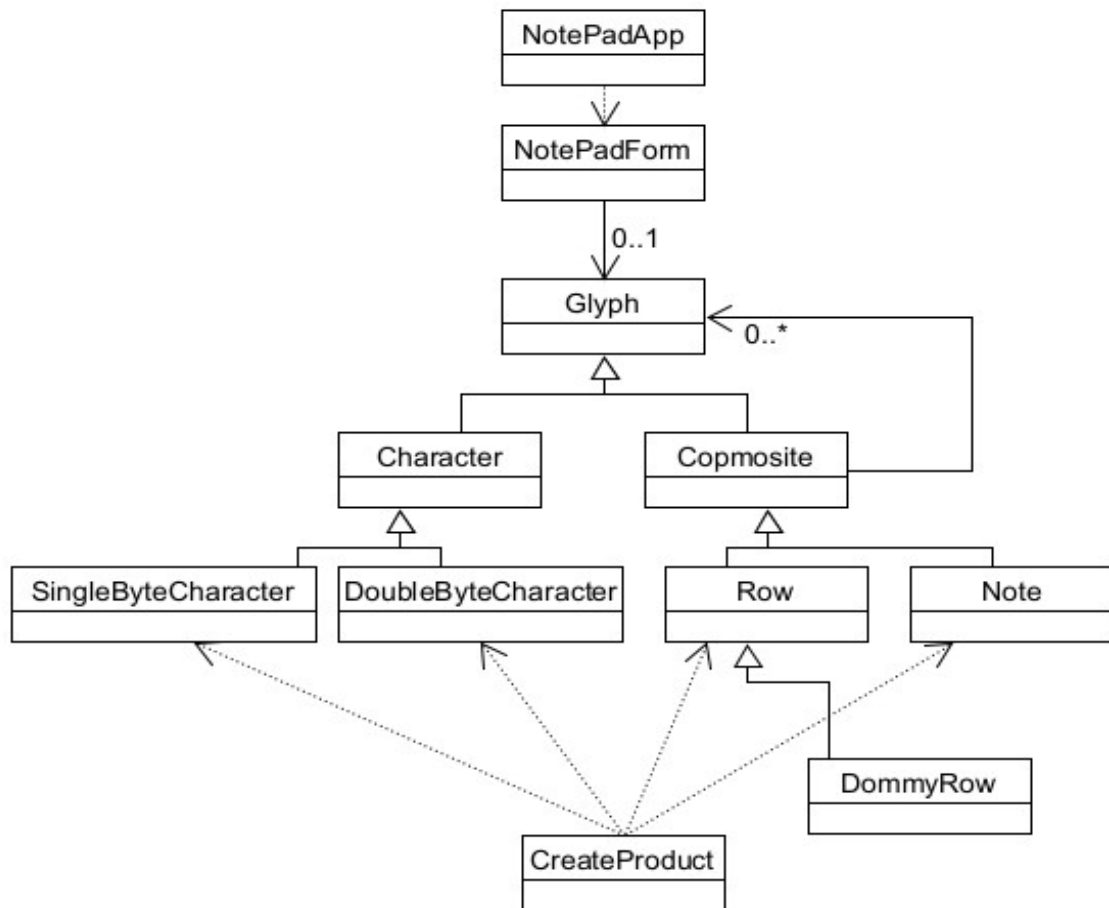 NotePadApp
NotePadForm
0..1
Glyph
0..*
Character
Copmosite
SingleByteCharacter
DoubleByteCharacter
Row
Note
DommyRow
CreateProduct